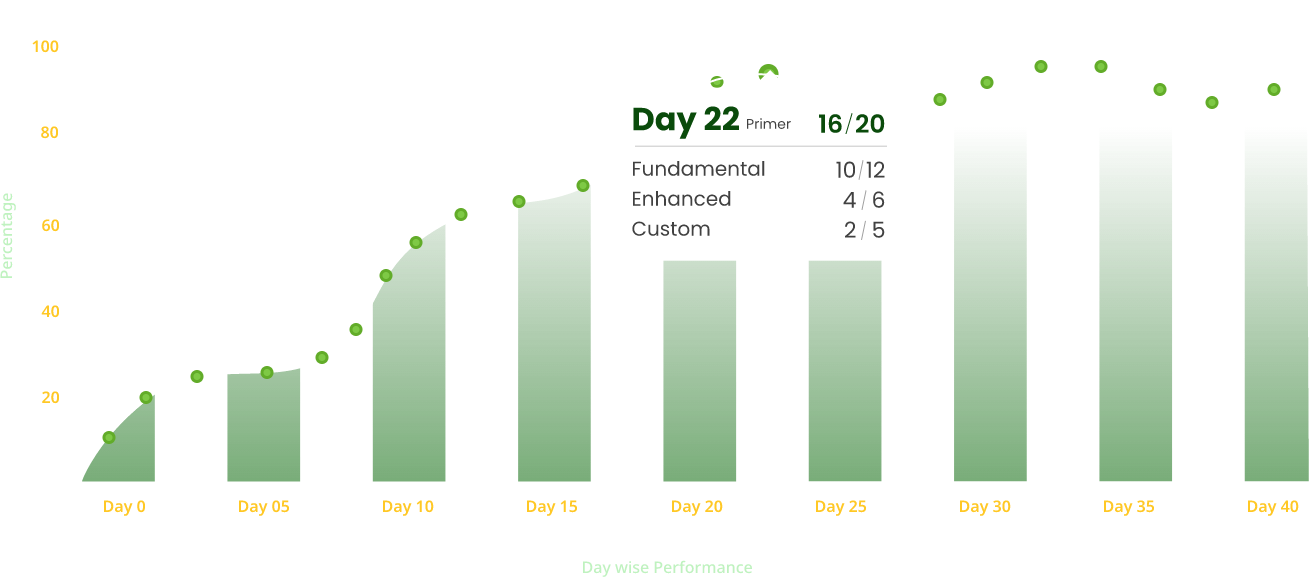 100
80
60
40
20
Percentage
Day 22 Primer 16/20
Fundamental 10/12
Enhanced 4/6
Custom 2/5
Day 0 Day 05 Day 10 Day 15 Day 20 Day 25 Day 30 Day 35 Day 40
Day wise Performance